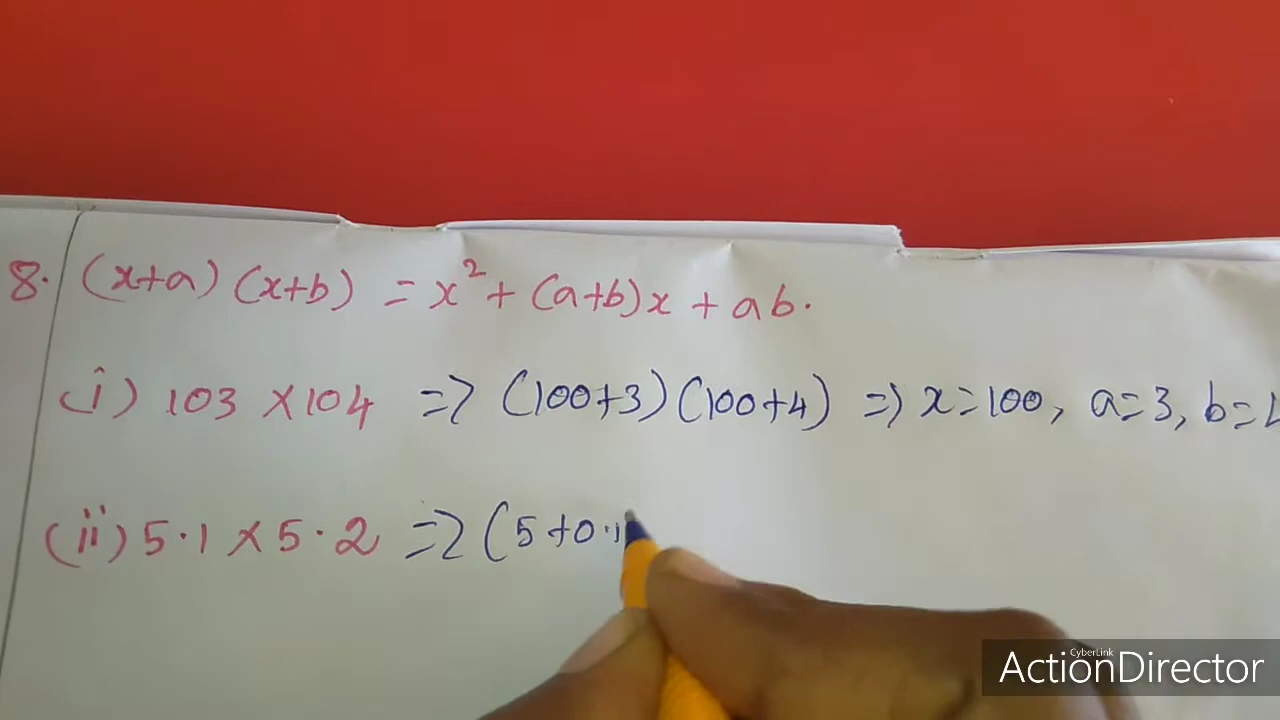 8. (x+a) (x+b) = x² + (a+b)x + ab.
(i) 103 × 104 => (100+3) (100+4) => x=100, a=3, b=
(ii) 5.1 × 5.2 => (5+0.1
CyberLink
ActionDirector